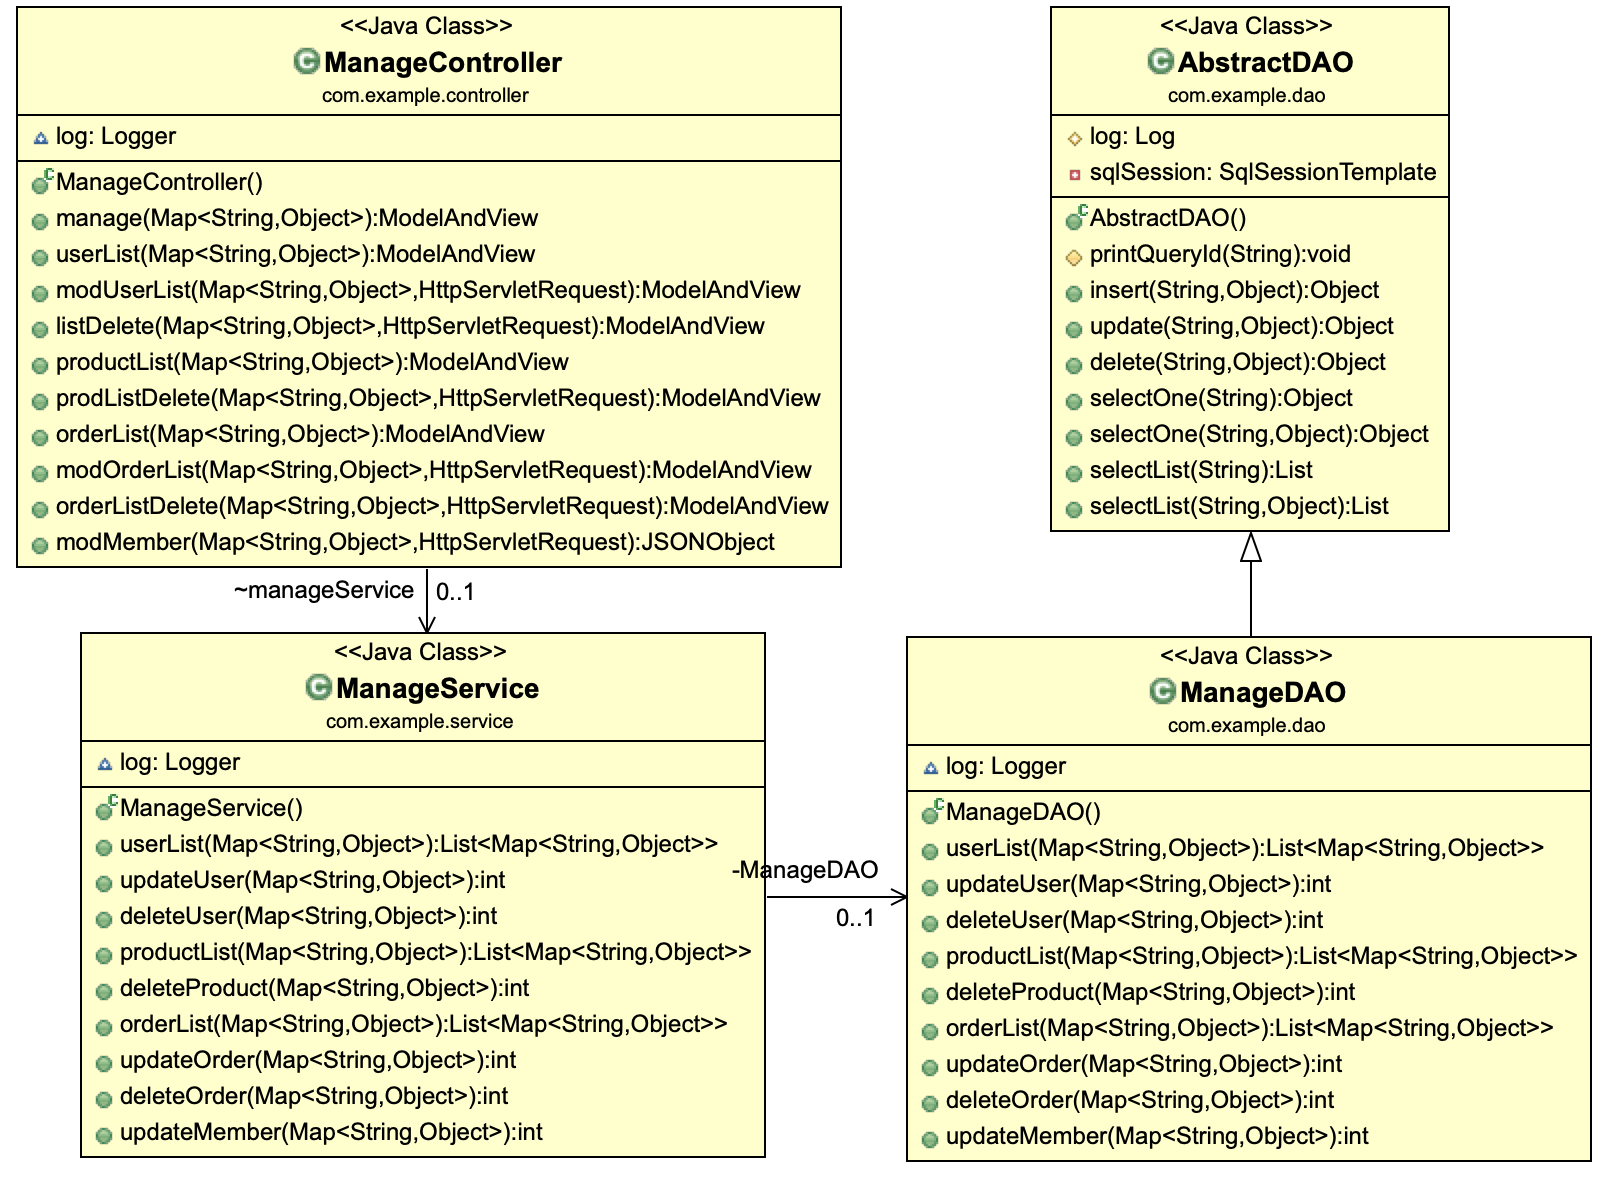 <<Java Class>>
ManageController
com.example.controller
log: Logger
ManageController()
manage(Map<String,Object>):ModelAndView
userList(Map<String,Object>):ModelAndView
modUserList(Map<String,Object>,HttpServletRequest):ModelAndView
listDelete(Map<String,Object>,HttpServletRequest):ModelAndView
productList(Map<String,Object>):ModelAndView
prodListDelete(Map<String,Object>,HttpServletRequest):ModelAndView
orderList(Map<String,Object>):ModelAndView
modOrderList(Map<String,Object>,HttpServletRequest):ModelAndView
orderListDelete(Map<String,Object>,HttpServletRequest):ModelAndView
modMember(Map<String,Object>,HttpServletRequest):JSONObject
<<Java Class>>
AbstractDAO
com.example.dao
log: Log
sqlSession: SqlSessionTemplate
AbstractDAO()
printQueryId(String):void
insert(String,Object):Object
update(String,Object):Object
delete(String,Object):Object
selectOne(String):Object
selectOne(String,Object):Object
selectList(String):List
selectList(String,Object):List
~manageService 0..1
<<Java Class>>
ManageService
com.example.service
log: Logger
ManageService()
userList(Map<String,Object>):List<Map<String,Object>>
updateUser(Map<String,Object>):int
deleteUser(Map<String,Object>):int
productList(Map<String,Object>):List<Map<String,Object>>
deleteProduct(Map<String,Object>):int
orderList(Map<String,Object>):List<Map<String,Object>>
updateOrder(Map<String,Object>):int
deleteOrder(Map<String,Object>):int
updateMember(Map<String,Object>):int
-ManageDAO
0..1
<<Java Class>>
ManageDAO
com.example.dao
log: Logger
ManageDAO()
userList(Map<String,Object>):List<Map<String,Object>>
updateUser(Map<String,Object>):int
deleteUser(Map<String,Object>):int
productList(Map<String,Object>):List<Map<String,Object>>
deleteProduct(Map<String,Object>):int
orderList(Map<String,Object>):List<Map<String,Object>>
updateOrder(Map<String,Object>):int
deleteOrder(Map<String,Object>):int
updateMember(Map<String,Object>):int